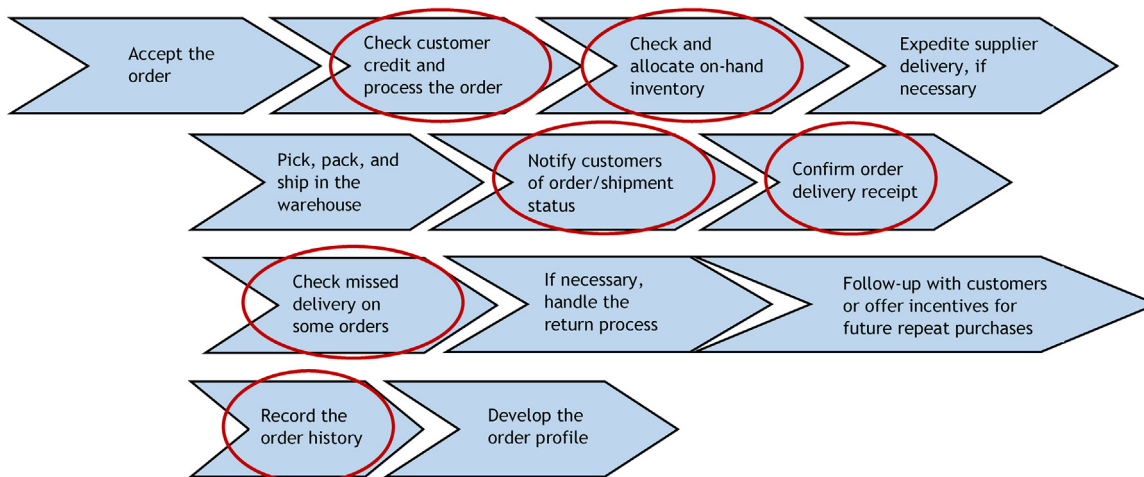 Accept the
order
Check customer
credit and
process the order
Check and
allocate on-hand
inventory
Expedite supplier
delivery, if
necessary
Pick, pack, and
ship in the
warehouse
Notify customers
of order/shipment
status
Confirm order
delivery receipt
Check missed
delivery on
some orders
If necessary,
handle the
return process
Follow-up with customers
or offer incentives for
future repeat purchases
Record the
order history
Develop the
order profile